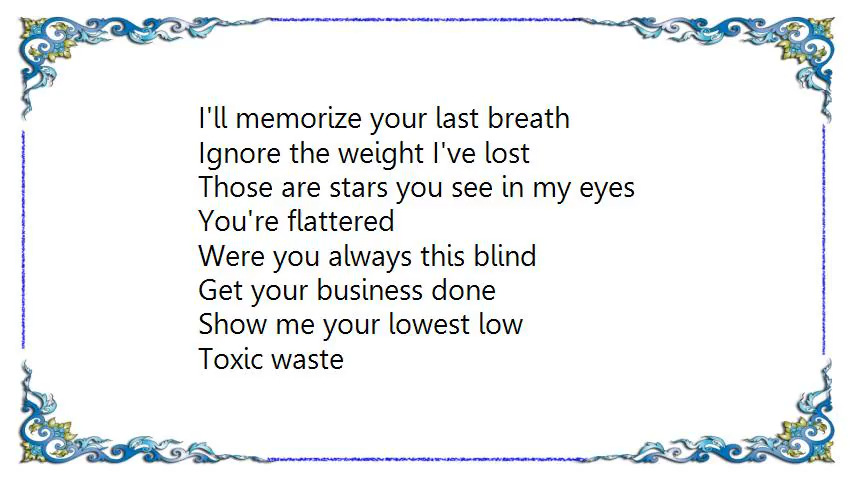 I'll memorize your last breath
Ignore the weight I've lost
Those are stars you see in my eyes
You're flattered
Were you always this blind
Get your business done
Show me your lowest low
Toxic waste